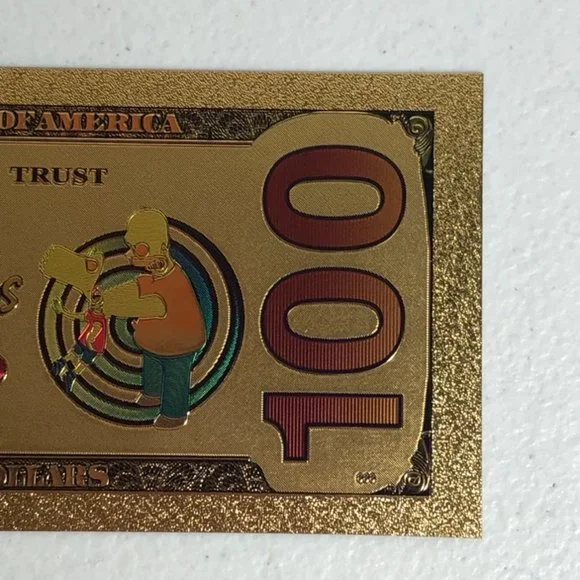 OF AMERICA
TRUST
S
100
DOLLARS